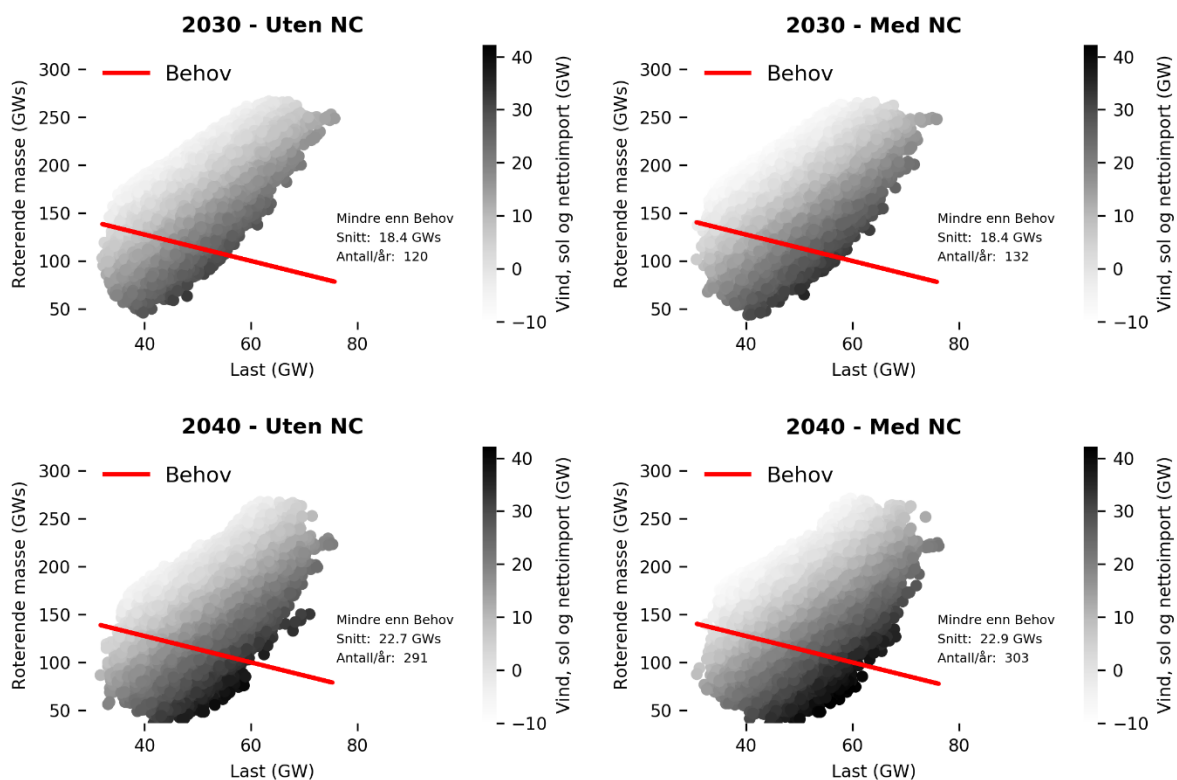 2030 - Uten NC
Roterende masse (GWs)
300
250
200
150
100
50
Behov
Mindre enn Behov
Snitt: 18.4 GWs
Antall/år: 120
40
60
80
Last (GW)
40
30
20
10
0
−10
Vind, sol og nettoimport (GW)
2030 - Med NC
Roterende masse (GWs)
300
250
200
150
100
50
Behov
Mindre enn Behov
Snitt: 18.4 GWs
Antall/år: 132
40
60
80
Last (GW)
40
30
20
10
0
−10
Vind, sol og nettoimport (GW)
2040 - Uten NC
Roterende masse (GWs)
300
250
200
150
100
50
Behov
Mindre enn Behov
Snitt: 22.7 GWs
Antall/år: 291
40
60
80
Last (GW)
40
30
20
10
0
−10
Vind, sol og nettoimport (GW)
2040 - Med NC
Roterende masse (GWs)
300
250
200
150
100
50
Behov
Mindre enn Behov
Snitt: 22.9 GWs
Antall/år: 303
40
60
80
Last (GW)
40
30
20
10
0
−10
Vind, sol og nettoimport (GW)